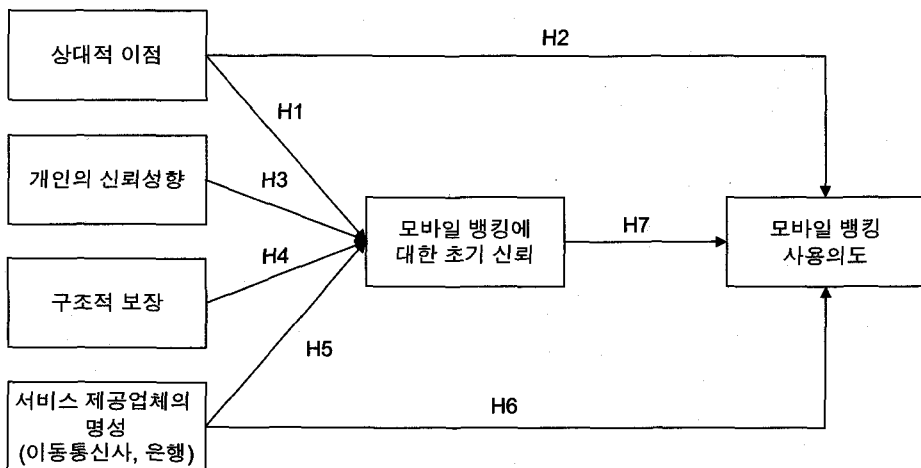 상대적 이점
H2
H1
개인의 신뢰성향
H3
모바일 뱅킹에
대한 초기 신뢰
H7
모바일 뱅킹
사용의도
H4
구조적 보장
H5
서비스 제공업체의
명성
(이동통신사, 은행)
H6